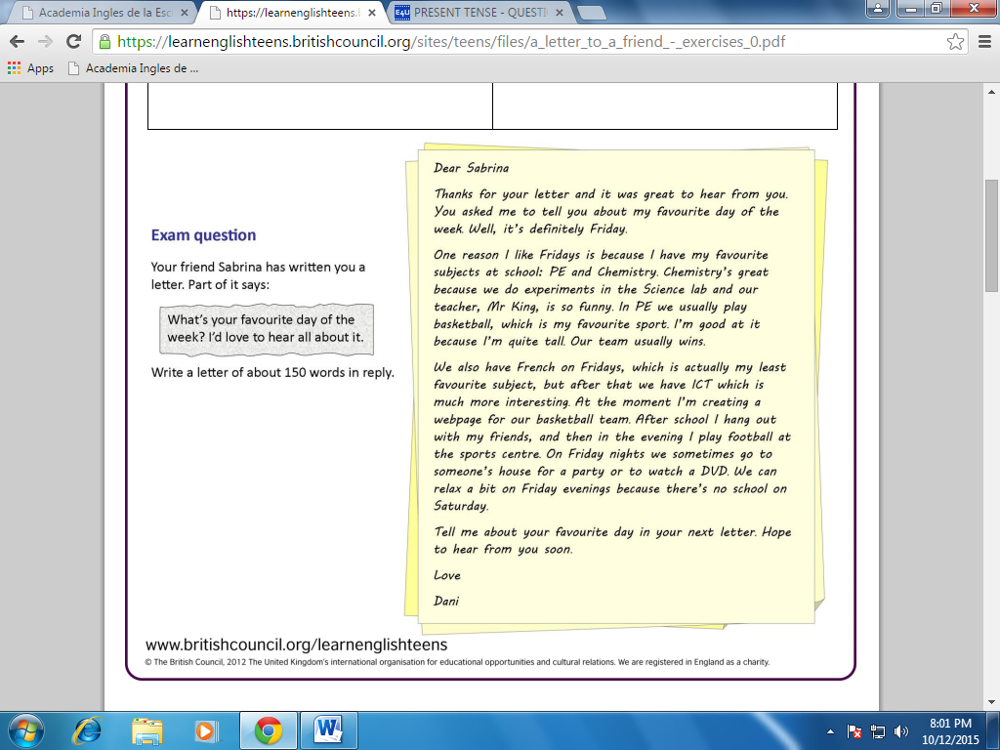 Academia Ingles de la Esc
https://learnenglishteens.
PRESENT TENSE - QUESTI
https://learnenglishteens.britishcouncil.org/sites/teens/files/a_letter_to_a_friend_-_exercises_0.pdf
Apps
Academia Ingles de ...
Exam question
Your friend Sabrina has written you a
letter. Part of it says:
What's your favourite day of the
week? I'd love to hear all about it.
Write a letter of about 150 words in reply.
Dear Sabrina
Thanks for your letter and it was great to hear from you.
You asked me to tell you about my favourite day of the
week. Well, it's definitely Friday.
One reason I like Fridays is because I have my favourite
subjects at school: PE and Chemistry. Chemistry's great
because we do experiments in the Science lab and our
teacher, Mr King, is so funny. In PE we usually play
basketball, which is my favourite sport. I'm good at it
because I'm quite tall. Our team usually wins.
We also have French on Fridays, which is actually my least
favourite subject, but after that we have ICT which is
much more interesting. At the moment I'm creating a
webpage for our basketball team. After school I hang out
with my friends, and then in the evening I play football at
the sports centre. On Friday nights we sometimes go to
someone's house for a party or to watch a DVD. We can
relax a bit on Friday evenings because there's no school on
Saturday.
Tell me about your favourite day in your next letter. Hope
to hear from you soon.
Love
Dani
www.britishcouncil.org/learnenglishteens
© The British Council, 2012 The United Kingdom's international organisation for educational opportunities and cultural relations. We are registered in England as a charity.
8:01 PM
10/12/2015